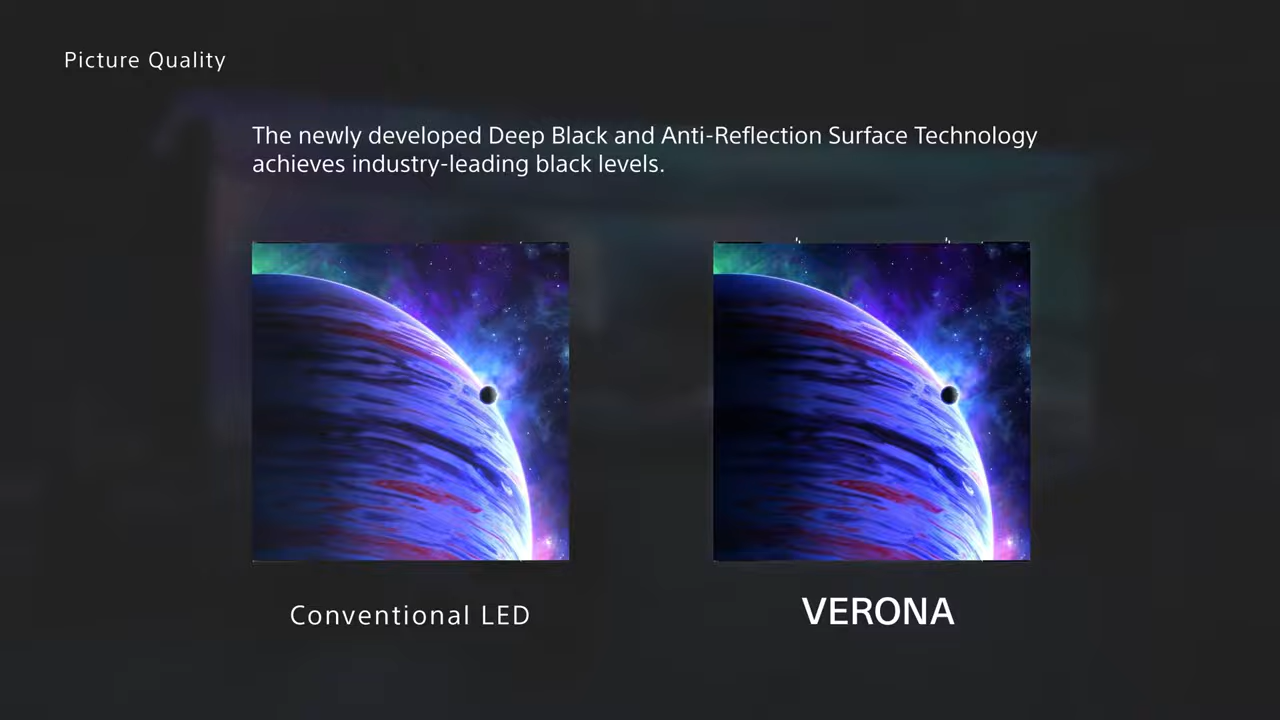 Picture Quality
The newly developed Deep Black and Anti-Reflection Surface Technology
achieves industry-leading black levels.
Conventional LED
VERONA